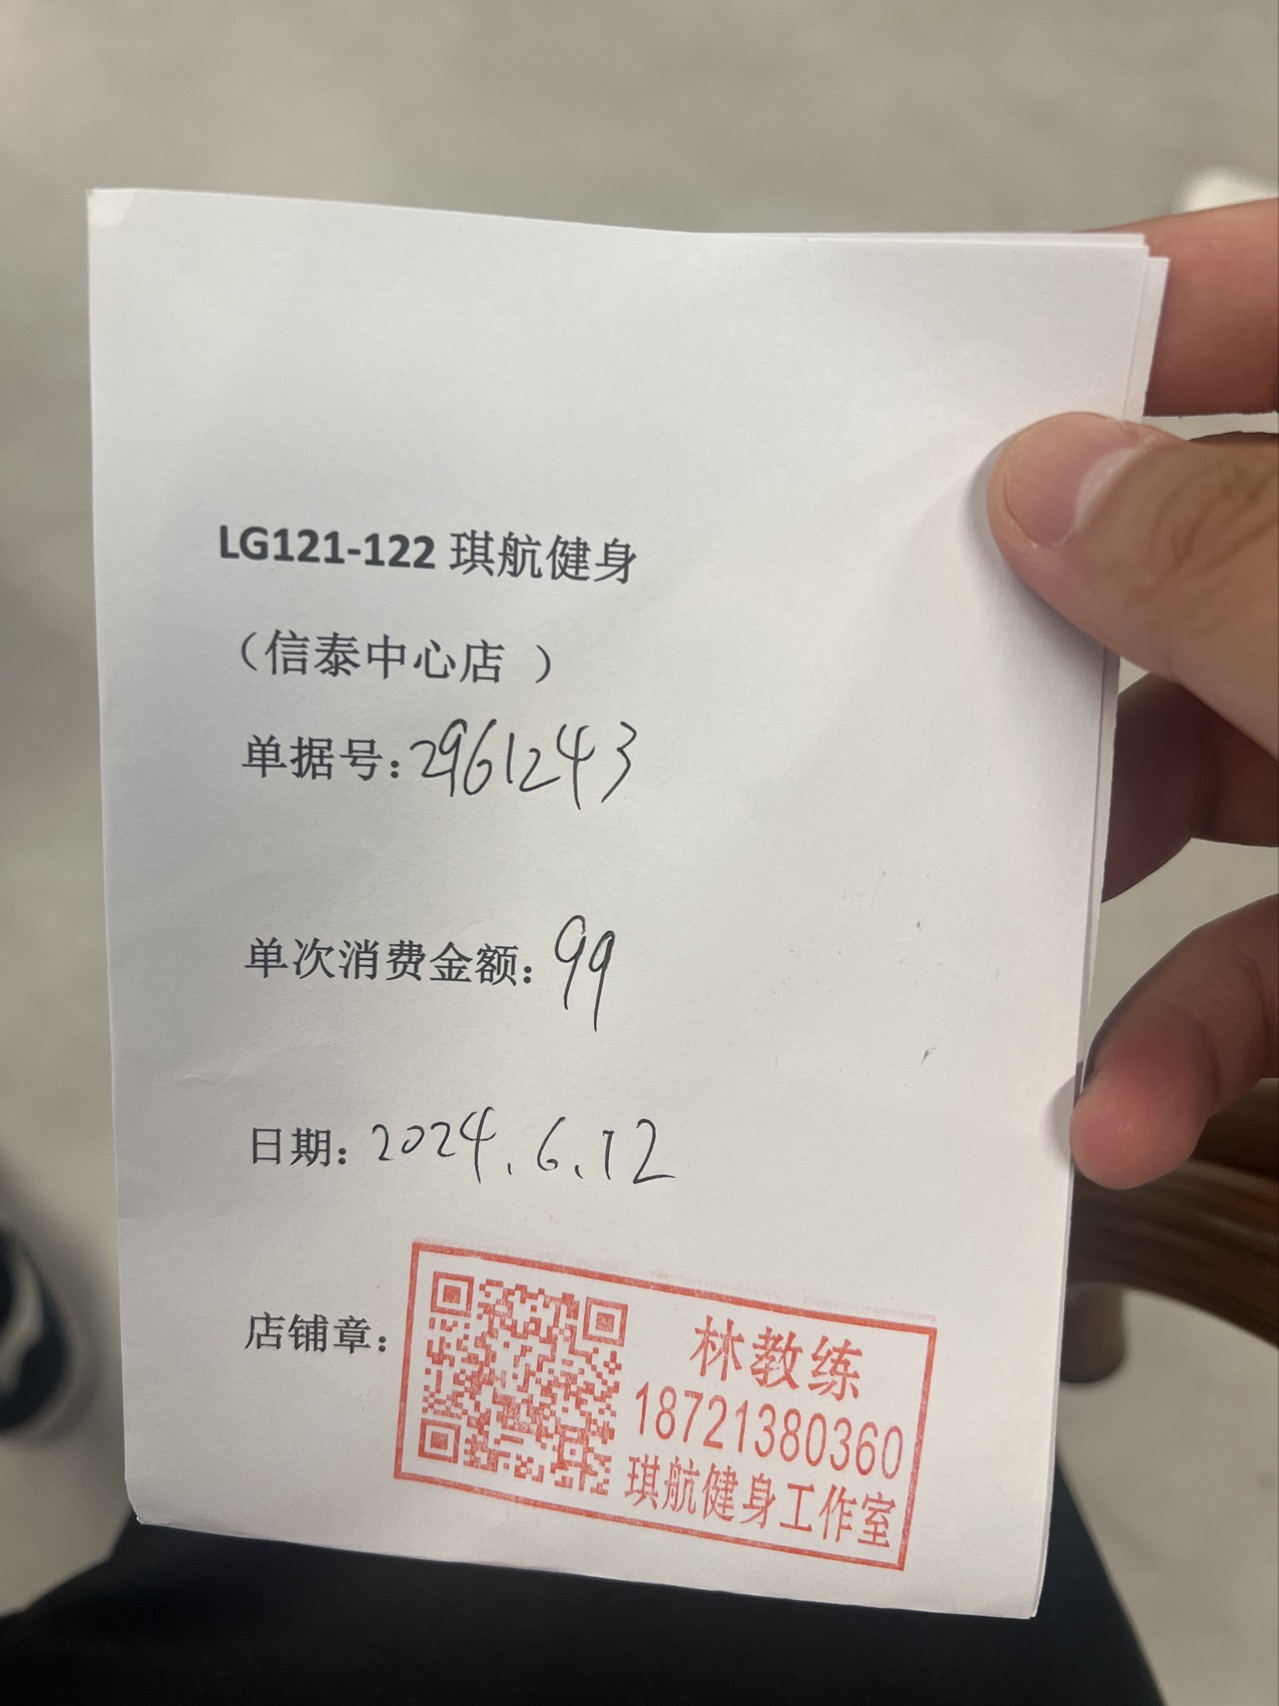 LG121-122 琪航健身
（信泰中心店 ）
单据号：2961243
单次消费金额：99
日期：2024.6.12
店铺章：
林教练
18721380360
琪航健身工作室